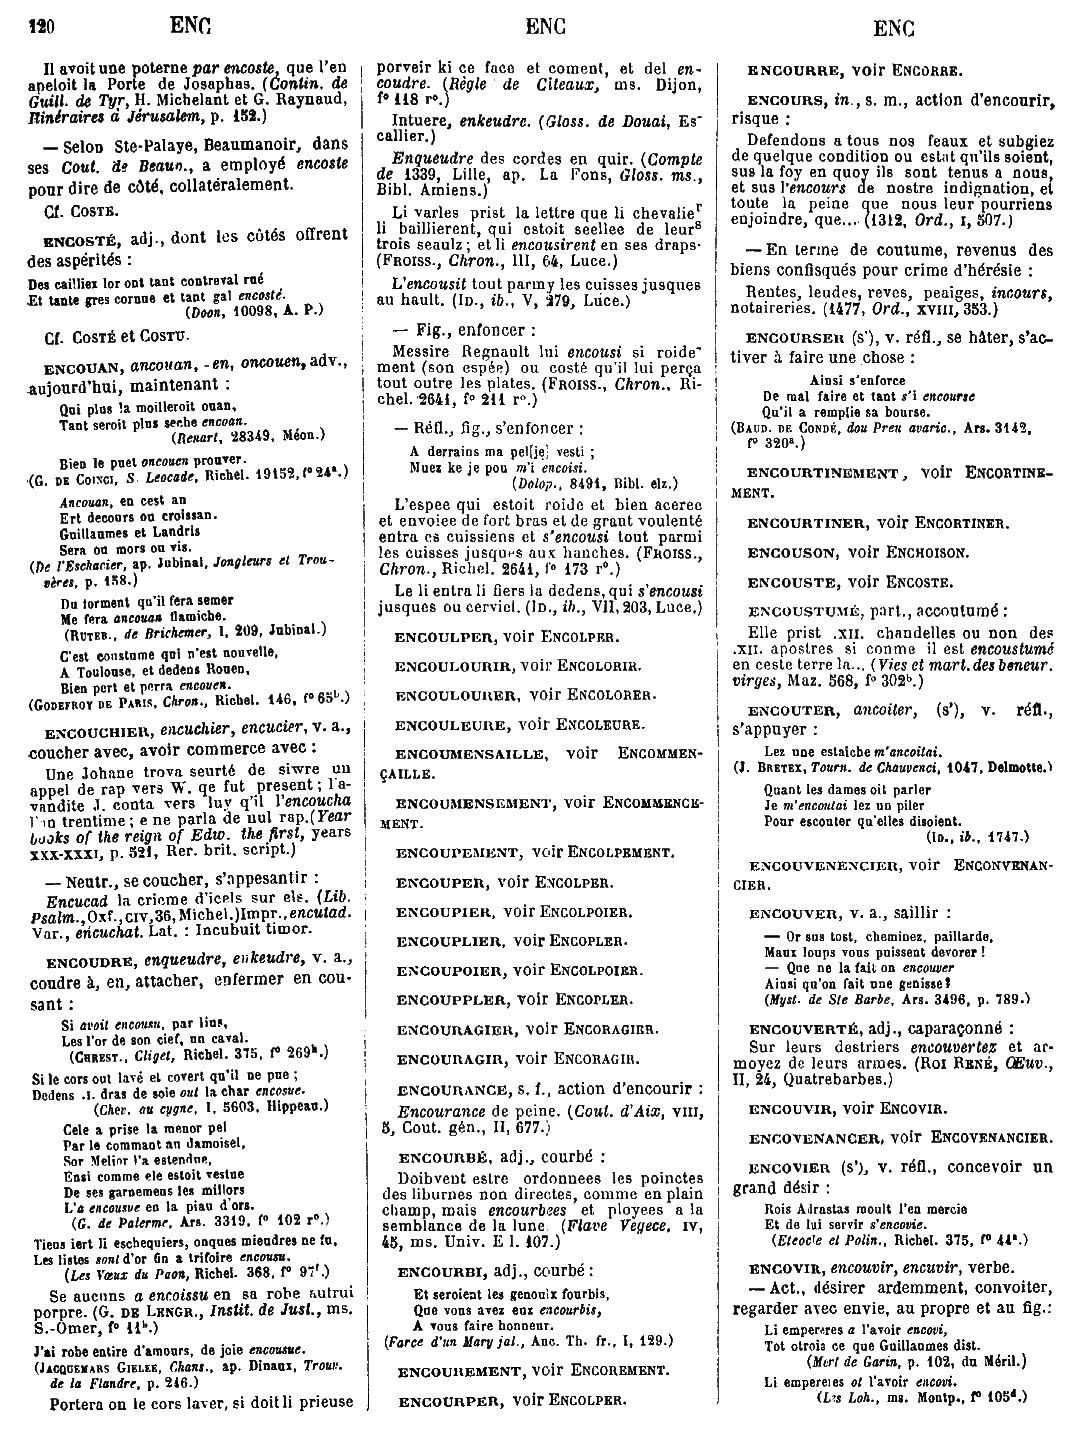 120 ENC ENC ENC
Il avoit une poterne par encoste, que l'en
apeloit la Porte de Josaphas. (Contin. de
Guill. de Tyr, H. Michelant et G. Raynaud,
Itinéraires à Jérusalem, p. 152.)
— Selon Ste-Palaye, Beaumanoir, dans
ses Cout. de Beauv., a employé encoste
pour dire de côté, collatéralement.
Cf. COSTE.
ENCOSTÉ, adj., dont les côtés offrent
des aspérités :
Des cailliex lor ont tant contreval rué
Et tante gres cornue et tant gal encosté.
(Doon, 10098, A. P.)
Cf. COSTÉ et COSTU.
ENCOUAN, ancouan, -en, oncouen, adv.,
aujourd'hui, maintenant :
Qui plus la moilleroit ouan,
Tant seroit plus seche encoan.
(Renart, 28349, Méon.)
Bien le puet oncouen prouver.
(G. DE COINCI, S. Leocade, Richel. 19152, f° 24ª.)
Ancouan, en cest an
Ert decours ou croissan.
Guillaumes et Landris
Sera ou mors ou vis.
(De l'Eschacier, ap. Jubinal, Jongleurs et Trou-
vères, p. 158.)
Du torment qu'il fera semer
Me fera ancouan flamiche.
(RUTEB., de Brichemer, I, 209, Jubinal.)
C'est coustume qui n'est nouvelle,
A Toulouse, et dedens Rouen,
Bien pert et perra encouen.
(GODEFROY DE PARIS, Chron., Richel. 146, f° 65ᵇ.)
ENCOUCHIER, encuchier, encucier, v. a.,
coucher avec, avoir commerce avec :
Une Johane trova seurté de siwre un
appel de rap vers W. qe fut present ; l'a-
vandite J. conta vers luy q'il l'encoucha
l'an trentime ; e ne parla de nul rap. (Year
books of the reign of Edw. the first, years
XXX-XXXI, p. 521, Rer. brit. script.)
— Neutr., se coucher, s'appesantir :
Encucad la crieme d'icels sur els. (Lib.
Psalm., Oxf., CIV, 36, Michel.) Impr., encutad.
Var., encuchat. Lat. : Incubuit timor.
ENCOUDRE, enqueudre, enkeudre, v. a.,
coudre à, en, attacher, enfermer en cou-
sant :
Si avoit encousu, par lius,
Les l'or de son cief, un caval.
(CHREST., Cliget, Richel. 375, f° 269ʰ.)
Si le cors out lavé et covert qu'il ne pue ;
Dedens .I. dras de soie out la char encosue.
(Chev. au cygne, I, 5603, Hippeau.)
Cele a prise la menor pel
Par le commant au damoisel,
Sor Melior l'a estendue,
Ensi comme ele estoit vestue
De ses garnemens les millors
L'a encousue en la piau d'ors.
(G. de Palerme, Ars. 3319, f° 102 r°.)
Tiens iert li eschequiers, onques mieudres ne fu,
Les listes sont d'or fin a trifoire encousu.
(Les Vœux du Paon, Richel. 368, f° 97ᶠ.)
Se aucuns a encoissu en sa robe autrui
porpre. (G. DE LENGR., Instit. de Just., ms.
S.-Omer, f° 11ᵇ.)
J'ai robe entire d'amours, de joie encousue.
(JACQUEMARS GIELEE, Chans., ap. Dinaux, Trouv.
de la Flandre, p. 246.)
Portera on le cors laver, si doit li prieuse
porveir ki ce face et coment, et del en-
coudre. (Règle de Citeaux, ms. Dijon,
f° 118 r°.)
Intuere, enkeudre. (Gloss. de Douai, Es-
callier.)
Enqueudre des cordes en quir. (Compte
de 1339, Lille, ap. La Fons, Gloss. ms.,
Bibl. Amiens.)
Li varles prist la lettre que li chevalier
li baillierent, qui estoit seellee de leurs
trois seaulz ; et li encousirent en ses draps.
(FROISS., Chron., III, 64, Luce.)
L'encousit tout parmy les cuisses jusques
au hault. (ID., ib., V, 279, Luce.)
— Fig., enfoncer :
Messire Regnault lui encousi si roide-
ment (son espée) ou costé qu'il lui perça
tout outre les plates. (FROISS., Chron., Ri-
chel. 2641, f° 211 r°.)
— Réfl., fig., s'enfoncer :
A derrains ma pel[je] vesti ;
Muez ke je pou m'i encoisi.
(Dolop., 8491, Bibl. elz.)
L'espee qui estoit roide et bien aceree
et envoiee de fort bras et de grant voulenté
entra es cuissiens et s'encousi tout parmi
les cuisses jusques aux hanches. (FROISS.,
Chron., Richel. 2641, f° 173 r°.)
Le li entra li fiers la dedens, qui s'encousi
jusques ou cerviel. (ID., ib., VII, 203, Luce.)
ENCOULPER, voir ENCOLPER.
ENCOULOURIR, voir ENCOLORIR.
ENCOULOURER, voir ENCOLORER.
ENCOULEURE, voir ENCOLEURE.
ENCOUMENSAILLE, voir ENCOMMEN-
ÇAILLE.
ENCOUMENSEMENT, voir ENCOMMENCE-
MENT.
ENCOUPEMENT, voir ENCOLPEMENT.
ENCOUPER, voir ENCOLPER.
ENCOUPIER, voir ENCOLPOIER.
ENCOUPLIER, voir ENCOPLER.
ENCOUPOIER, voir ENCOLPOIER.
ENCOUPPLER, voir ENCOPLER.
ENCOURAGIER, voir ENCORAGIER.
ENCOURAGIR, voir ENCORAGIR.
ENCOURANCE, s. f., action d'encourir :
Encourance de peine. (Cout. d'Aix, VIII,
5, Cout. gén., II, 677.)
ENCOURBÉ, adj., courbé :
Doibvent estre ordonnees les poinctes
des liburnes non directes, comme en plain
champ, mais encourbees et ployees a la
semblance de la lune. (Flave Vegece, IV,
45, ms. Univ. E I. 107.)
ENCOURBI, adj., courbé :
Et seroient les genoulx fourbis,
Que vous avez eux encourbis,
A vous faire honneur.
(Farce d'un Mary jal., Anc. Th. fr., I, 129.)
ENCOUREMENT, voir ENCOREMENT.
ENCOURPER, voir ENCOLPER.
ENCOURRE, voir ENCORRE.
ENCOURS, in., s. m., action d'encourir,
risque :
Defendons a tous nos feaux et subgiez
de quelque condition ou estat qu'ils soient,
sus la foy en quoy ils sont tenus a nous,
et sus l'encours de nostre indignation, et
toute la peine que nous leur pourriens
enjoindre, que... (1312, Ord., I, 507.)
— En terme de coutume, revenus des
biens confisqués pour crime d'hérésie :
Rentes, leudes, reves, peaiges, incours,
notaireries. (1477, Ord., XVIII, 353.)
ENCOURSER (s'), v. réfl., se hâter, s'ac-
tiver à faire une chose :
Ainsi s'enforce
De mal faire et tant s'i encourse
Qu'il a remplie sa bourse.
(BAUD. DE CONDÉ, dou Preu avaric., Ars. 3142,
f° 320ª.)
ENCOURTINEMENT, voir ENCORTINE-
MENT.
ENCOURTINER, voir ENCORTINER.
ENCOUSON, voir ENCHOISON.
ENCOUSTE, voir ENCOSTE.
ENCOUSTUMÉ, part., accoutumé :
Elle prist .XII. chandelles ou non des
.XII. apostres si conme il est encoustumé
en ceste terre la... (Vies et mart. des beneur.
virges, Maz. 568, f° 302ᵇ.)
ENCOUTER, ancoiter, (s'), v. réfl.,
s'appuyer :
Lez une estaiche m'ancoitai.
(J. BRETEX, Tourn. de Chauvenci, 1047, Delmotte.)
Quant les dames oit parler
Je m'encoutai lez un piler
Pour escouter qu'elles disoient.
(ID., ib., 1747.)
ENCOUVENENCIER, voir ENCONVENAN-
CIER.
ENCOUVER, v. a., saillir :
— Or sus tost, cheminez, paillarde,
Maux loups vous puissent devorer !
— Que ne la fait on encouver
Ainsi qu'on fait une genisse ?
(Myst. de Ste Barbe, Ars. 3496, p. 789.)
ENCOUVERTÉ, adj., caparaçonné :
Sur leurs destriers encouvertez et ar-
moyez de leurs armes. (ROI RENÉ, Œuv.,
II, 24, Quatrebarbes.)
ENCOUVIR, voir ENCOVIR.
ENCOVENANCER, voir ENCOVENANCIER.
ENCOVIER (s'), v. réfl., concevoir un
grand désir :
Rois Adrastas moult l'en mercie
Et de lui servir s'encovie.
(Eteocle et Polin., Richel. 375, f° 44ª.)
ENCOVIR, encouvir, encuvir, verbe.
— Act., désirer ardemment, convoiter,
regarder avec envie, au propre et au fig.:
Li empereres a l'avoir encovi,
Tot otrois ce que Guillaumes dist.
(Mort de Garin, p. 102, du Méril.)
Li empereres ot l'avoir encovi.
(Les Loh., ms. Montp., f° 105ᵈ.)